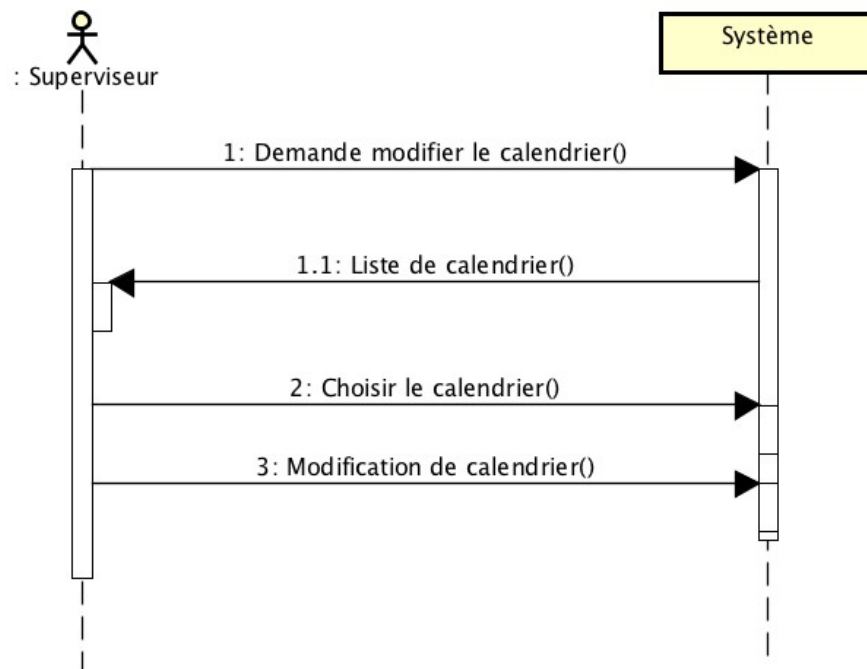 : Superviseur
Système
1: Demande modifier le calendrier()
1.1: Liste de calendrier()
2: Choisir le calendrier()
3: Modification de calendrier()